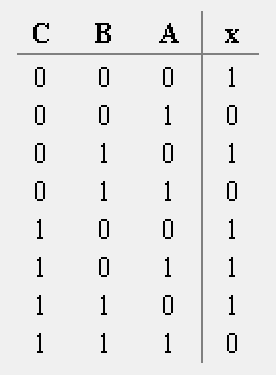 C B A x
0 0 0 1
0 0 1 0
0 1 0 1
0 1 1 0
1 0 0 1
1 0 1 1
1 1 0 1
1 1 1 0